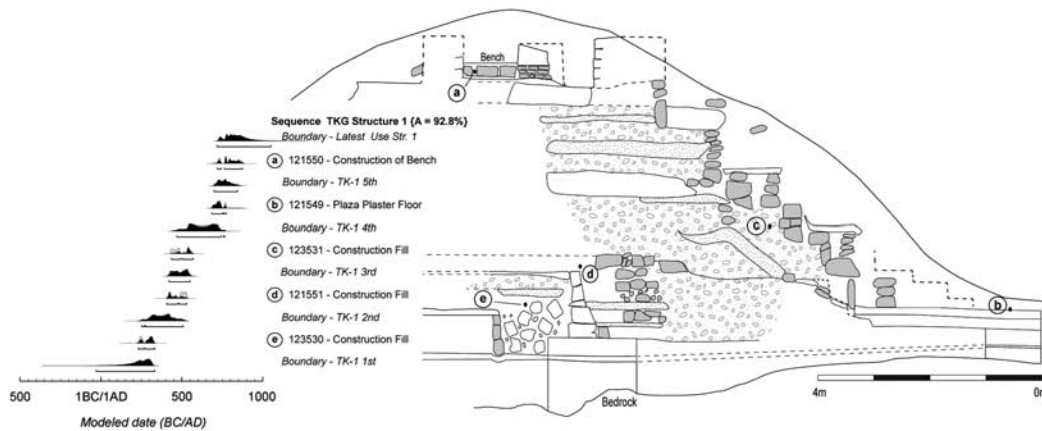 Bench
a
Sequence TKG Structure 1 {A = 92.8%}
Boundary - Latest Use Str. 1
a 121550 - Construction of Bench
Boundary - TK-1 5th
b 121549 - Plaza Plaster Floor
Boundary - TK-1 4th
c 123531 - Construction Fill
Boundary - TK-1 3rd
d 121551 - Construction Fill
Boundary - TK-1 2nd
e 123530 - Construction Fill
Boundary - TK-1 1st
500 1BC/1AD 500 1000
Modeled date (BC/AD)
c
d
e
b
Bedrock
4m 0m